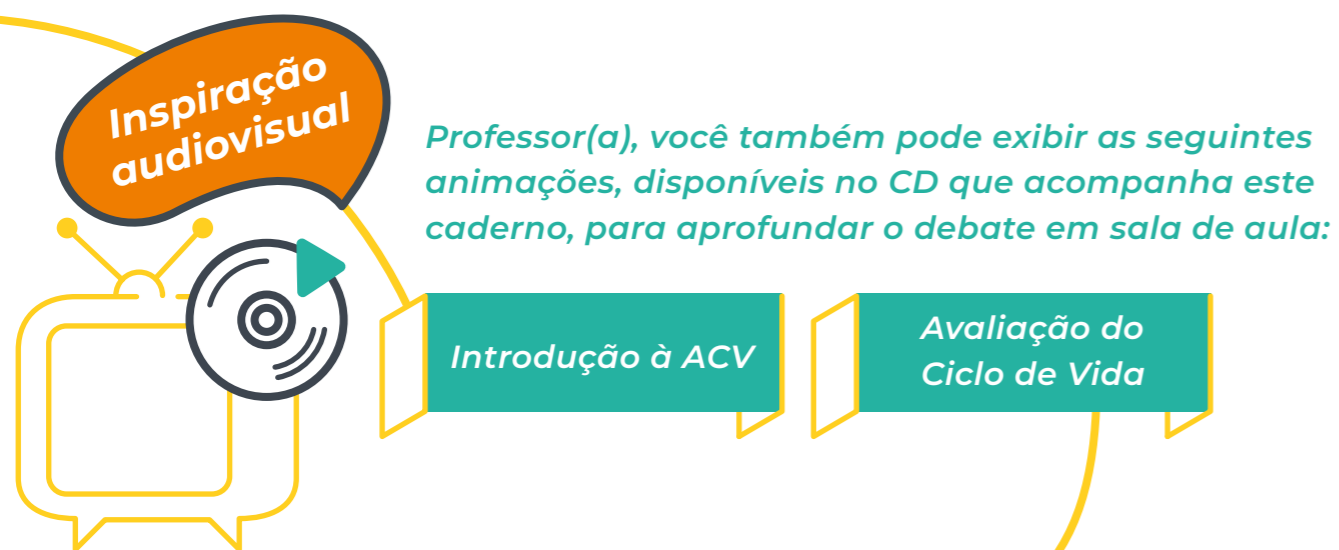 Inspiração
audiovisual
Professor(a), você também pode exibir as seguintes
animações, disponíveis no CD que acompanha este
caderno, para aprofundar o debate em sala de aula:
Introdução à ACV
Avaliação do
Ciclo de Vida